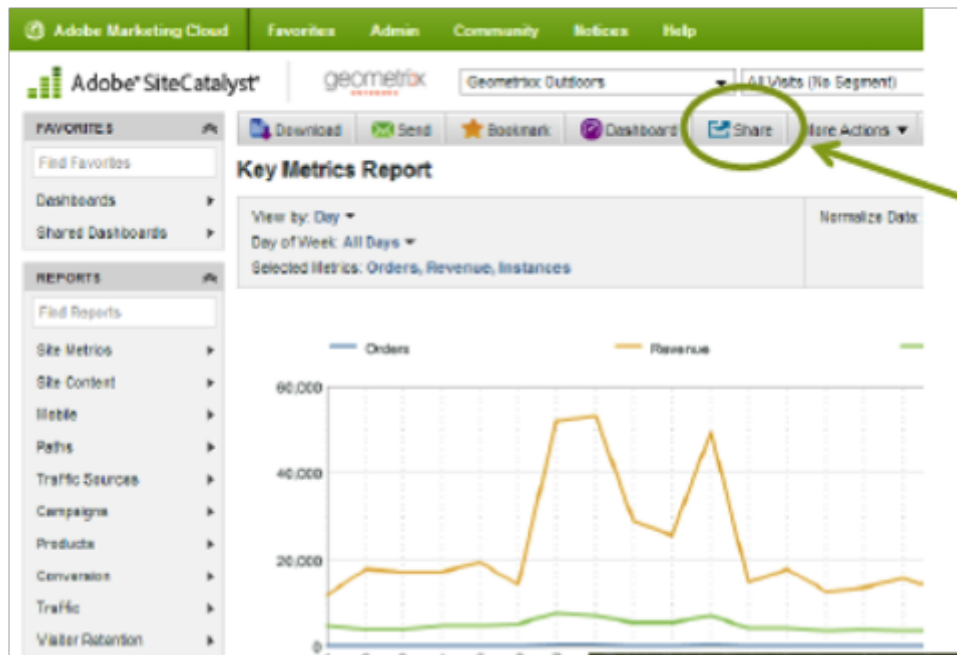 Adobe Marketing Cloud Favorites Admin Community Notices Help
Adobe® SiteCatalyst® geometrixx OUTDOORS Geometrixx Outdoors All Visits (No Segment)
FAVORITES
Find Favorites
Dashboards
Shared Dashboards
REPORTS
Find Reports
Site Metrics
Site Content
Mobile
Paths
Traffic Sources
Campaigns
Products
Conversion
Traffic
Visitor Retention
Download Send Bookmark Dashboard Share More Actions
Key Metrics Report
View by: Day
Day of Week: All Days
Selected Metrics: Orders, Revenue, Instances
Normalize Data:
Orders Revenue
60,000
40,000
20,000
0